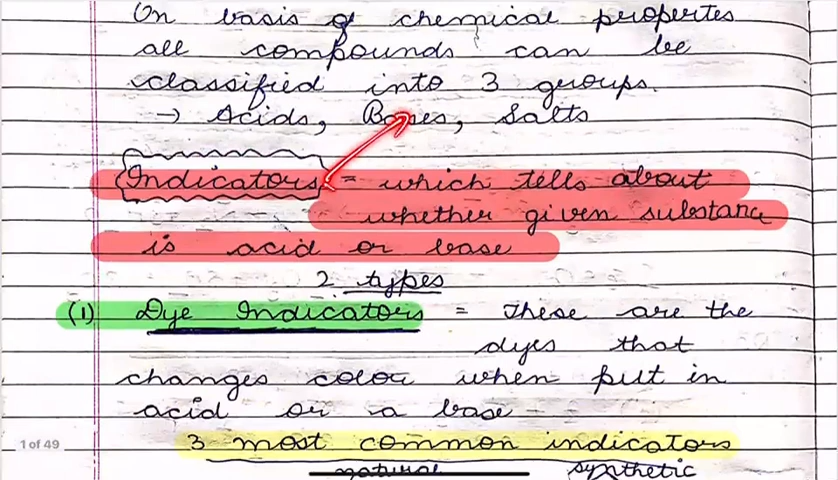 On basis of chemical propertes
all compounds can be
classified into 3 groups.
→ Acids, Bases, Salts
Indicators = which tells about
whether given substance
is acid or base
2 types
(1) Dye Indicators = These are the
dyes that
changes color when put in
acid or a base
1 of 49
3 most common indicators
natural synthetic